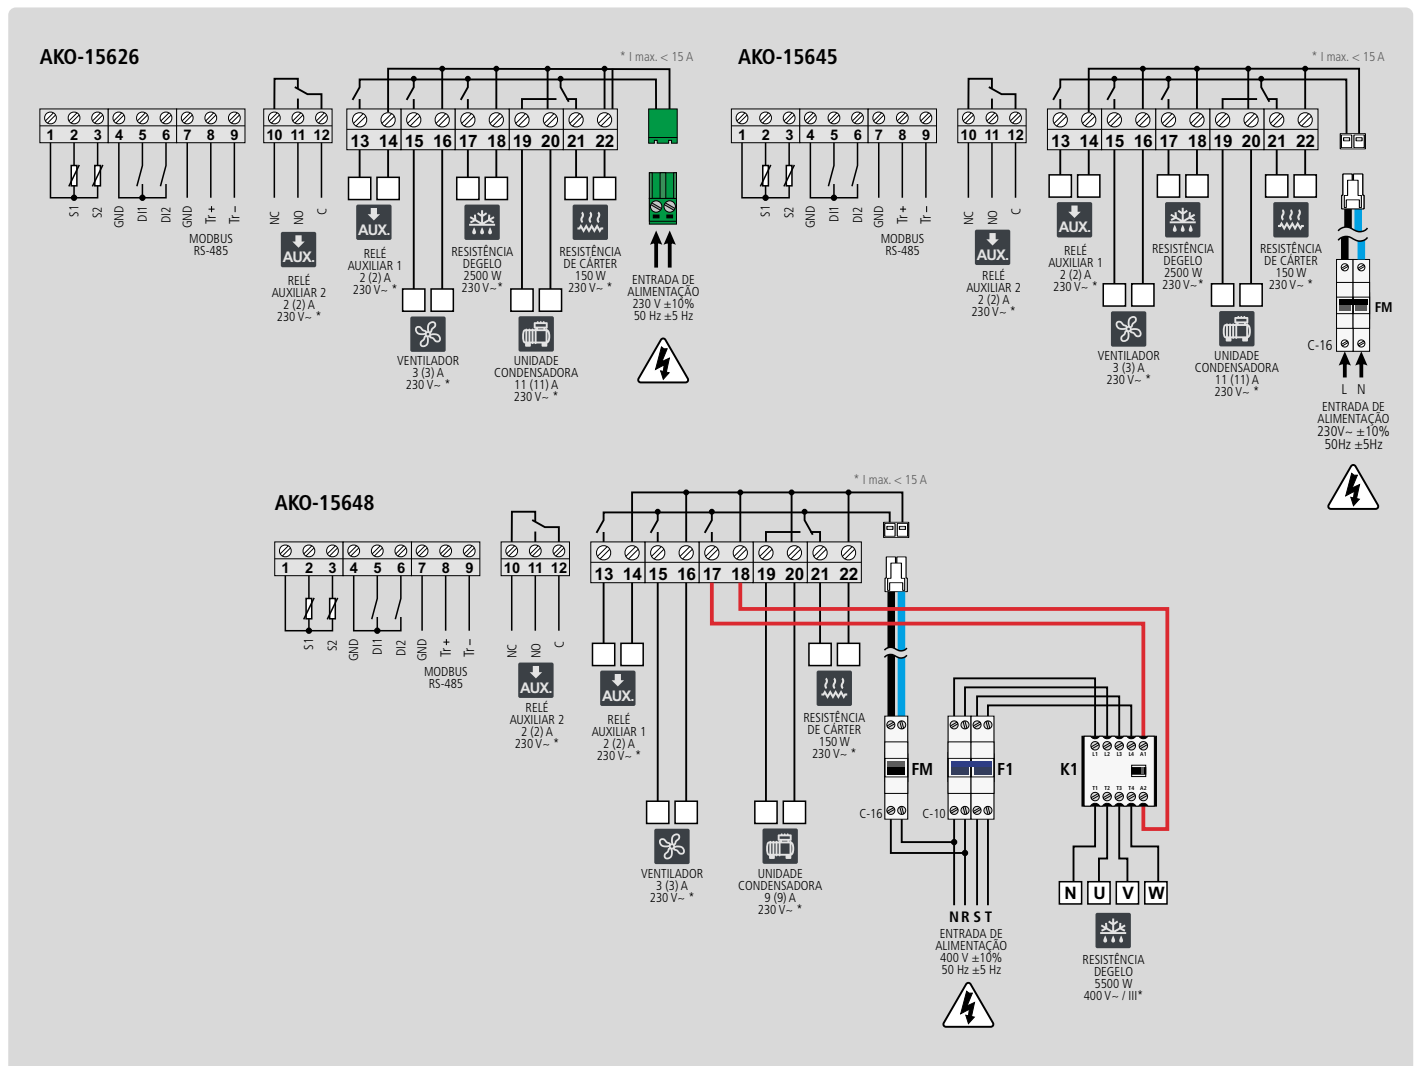 AKO-15626
* I max. < 15 A
1 2 3 4 5 6 7 8 9
10 11 12
13 14 15 16 17 18 19 20 21 22
S1
S2
GND
DI1
DI2
GND
Tr +
Tr –
MODBUS
RS-485
NC
NO
C
AUX.
RELÉ
AUXILIAR 2
2 (2) A
230 V~ *
AUX.
RELÉ
AUXILIAR 1
2 (2) A
230 V~ *
VENTILADOR
3 (3) A
230 V~ *
RESISTÊNCIA
DEGELO
2500 W
230 V~ *
UNIDADE
CONDENSADORA
11 (11) A
230 V~ *
RESISTÊNCIA
DE CÁRTER
150 W
230 V~ *
ENTRADA DE
ALIMENTAÇÃO
230 V ±10%
50 Hz ±5 Hz
AKO-15645
* I max. < 15 A
1 2 3 4 5 6 7 8 9
10 11 12
13 14 15 16 17 18 19 20 21 22
S1
S2
GND
DI1
DI2
GND
Tr +
Tr –
MODBUS
RS-485
NC
NO
C
AUX.
RELÉ
AUXILIAR 2
2 (2) A
230 V~ *
AUX.
RELÉ
AUXILIAR 1
2 (2) A
230 V~ *
VENTILADOR
3 (3) A
230 V~ *
RESISTÊNCIA
DEGELO
2500 W
230 V~ *
UNIDADE
CONDENSADORA
11 (11) A
230 V~ *
RESISTÊNCIA
DE CÁRTER
150 W
230 V~ *
FM
C-16
L N
ENTRADA DE
ALIMENTAÇÃO
230V~ ±10%
50Hz ±5Hz
AKO-15648
* I max. < 15 A
1 2 3 4 5 6 7 8 9
10 11 12
13 14 15 16 17 18 19 20 21 22
S1
S2
GND
DI1
DI2
GND
Tr +
Tr –
MODBUS
RS-485
NC
NO
C
AUX.
RELÉ
AUXILIAR 2
2 (2) A
230 V~ *
AUX.
RELÉ
AUXILIAR 1
2 (2) A
230 V~ *
VENTILADOR
3 (3) A
230 V~ *
UNIDADE
CONDENSADORA
9 (9) A
230 V~ *
RESISTÊNCIA
DE CÁRTER
150 W
230 V~ *
FM
C-16
F1
C-10
K1
L1 L2 L3 L4 A1
T1 T2 T3 T4 A2
N R S T
ENTRADA DE
ALIMENTAÇÃO
400 V ±10%
50 Hz ±5 Hz
N U V W
RESISTÊNCIA
DEGELO
5500 W
400 V~ / III*